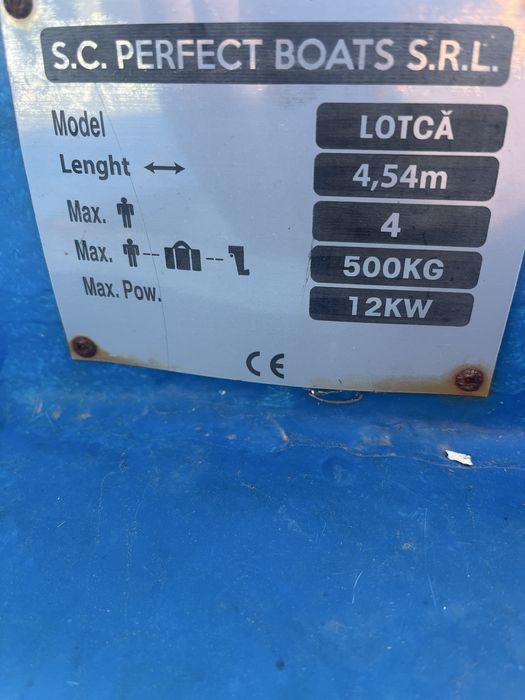 S.C. PERFECT BOATS S.R.L.
Model LOTCĂ
Lenght 4,54m
Max. 4
Max. 500KG
Max. Pow. 12KW
CE